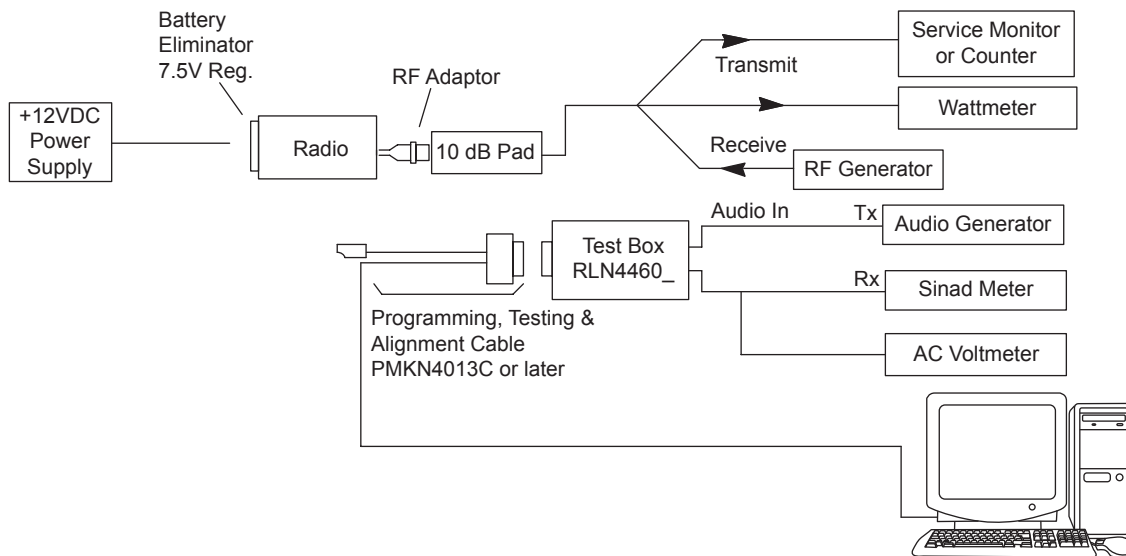 Battery
Eliminator
7.5V Reg.
RF Adaptor
+12VDC
Power
Supply
Radio
10 dB Pad
Transmit
Service Monitor
or Counter
Wattmeter
Receive
RF Generator
Audio In
Tx
Audio Generator
Test Box
RLN4460_
Rx
Sinad Meter
AC Voltmeter
Programming, Testing &
Alignment Cable
PMKN4013C or later